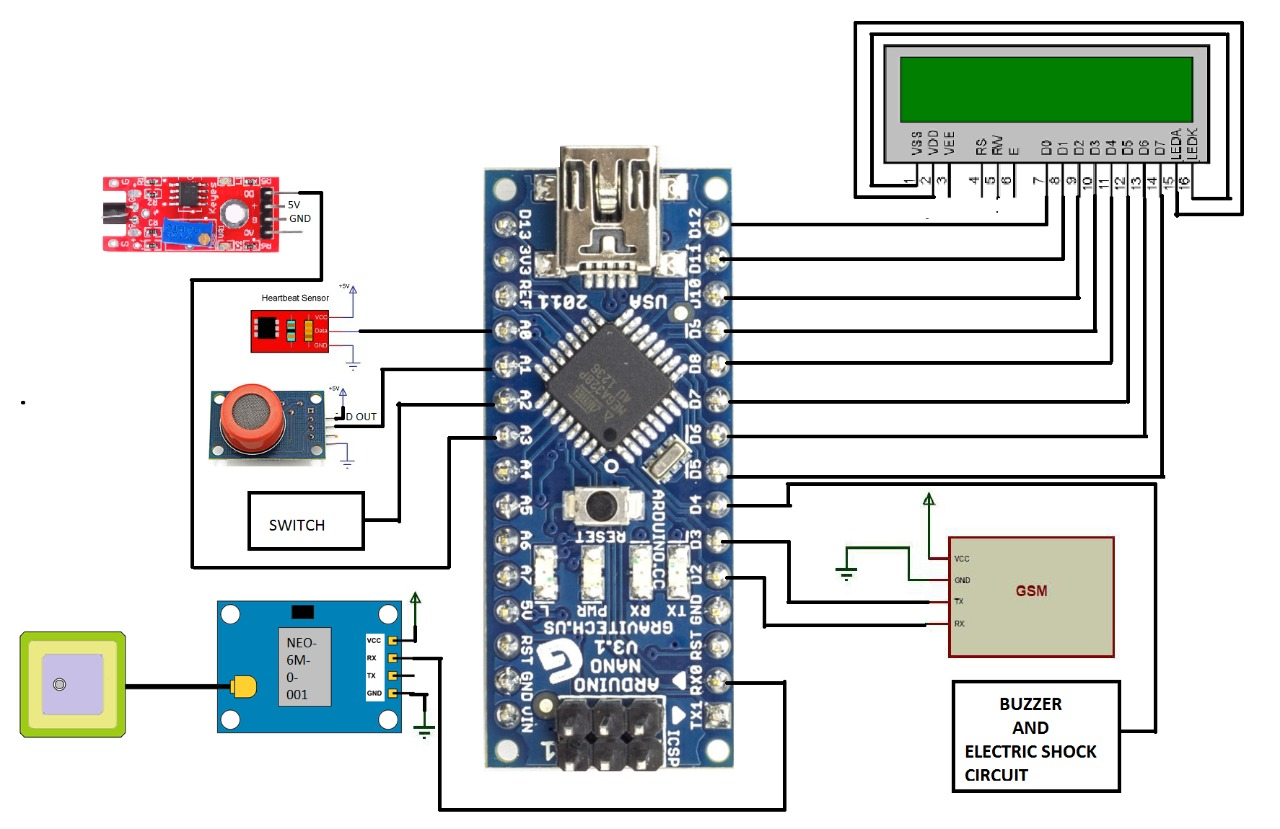 VSS
VDD
VEE
RS
RW
E
D0
D1
D2
D3
D4
D5
D6
D7
LEDA
LEDK
1
2
3
4
5
6
7
8
9
10
11
12
13
14
15
16
5V
GND
Keyes
DO
+
G
AO
Heartbeat Sensor
+5V
VCC
Data
GND
+5V
D OUT
SWITCH
D13
3V3
REF
A0
A1
A2
A3
A4
A5
A6
A7
5V
RST
GND
VIN
2011
USA
D12
D11
D10
D9
D8
D7
D6
D5
D4
D3
D2
GND
RST
RX0
TX1
RESET
ARDUINO.CC
L
PWR
RX
TX
GRAVITECH.US
V3.1
NANO
ARDUINO
ICSP
1
VCC
GND
TX
RX
GSM
NEO-
6M-
0-
001
VCC
RX
TX
GND
BUZZER
AND
ELECTRIC SHOCK
CIRCUIT